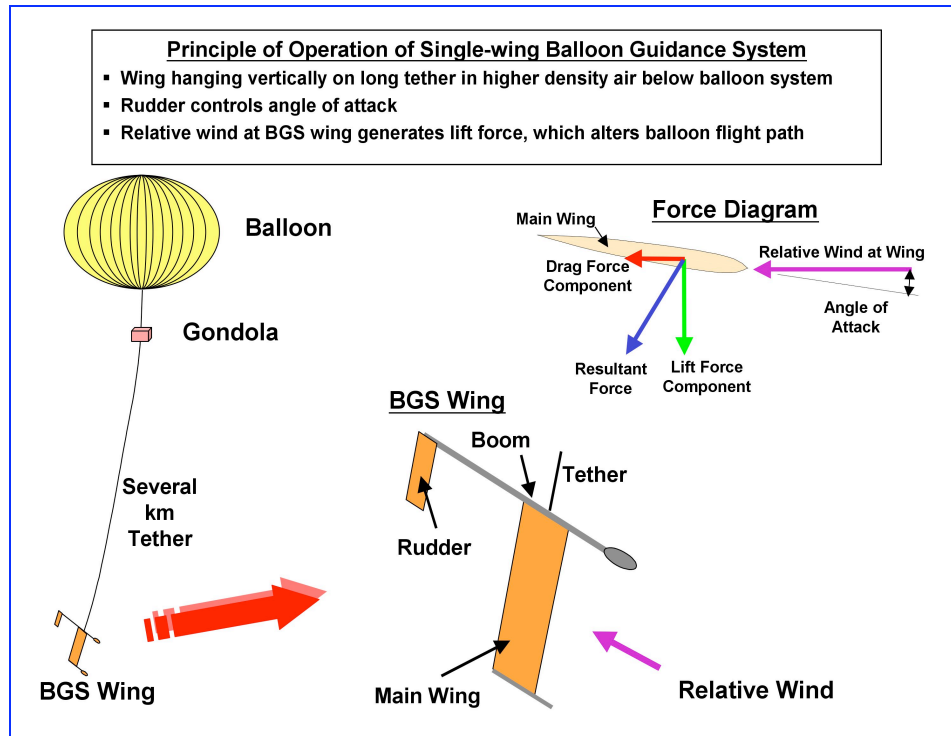 Principle of Operation of Single-wing Balloon Guidance System
▪ Wing hanging vertically on long tether in higher density air below balloon system
▪ Rudder controls angle of attack
▪ Relative wind at BGS wing generates lift force, which alters balloon flight path
Balloon
Gondola
Several
km
Tether
BGS Wing
Force Diagram
Main Wing
Relative Wind at Wing
Drag Force
Component
Angle of
Attack
Resultant
Force
Lift Force
Component
BGS Wing
Boom
Tether
Rudder
Main Wing
Relative Wind